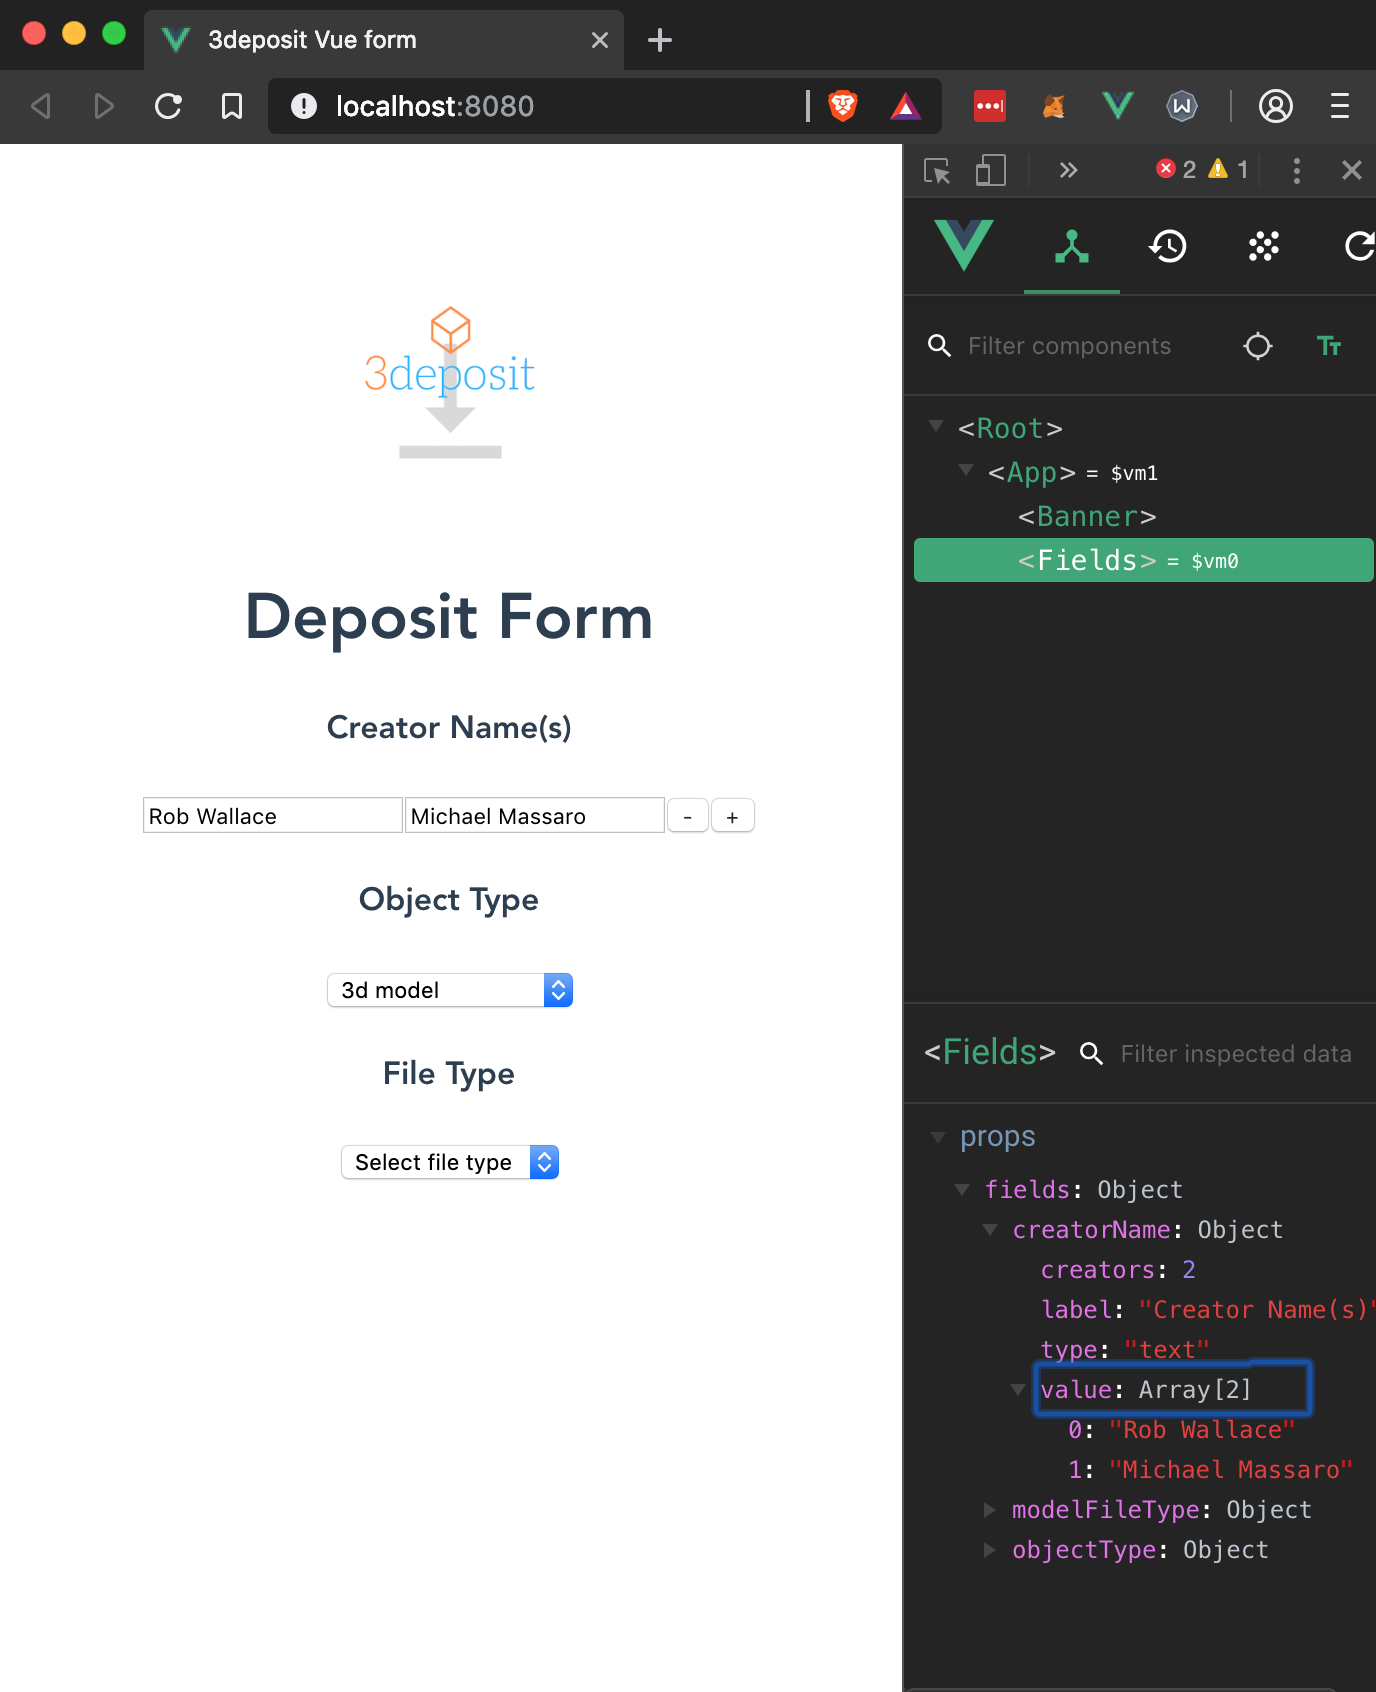 3deposit Vue form
localhost:8080
2 1
Filter components
<Root>
<App> = $vm1
<Banner>
<Fields> = $vm0
3deposit
Deposit Form
Creator Name(s)
Rob Wallace Michael Massaro - +
Object Type
3d model
File Type
Select file type
<Fields> Filter inspected data
props
fields: Object
creatorName: Object
creators: 2
label: "Creator Name(s)"
type: "text"
value: Array[2]
0: "Rob Wallace"
1: "Michael Massaro"
modelFileType: Object
objectType: Object